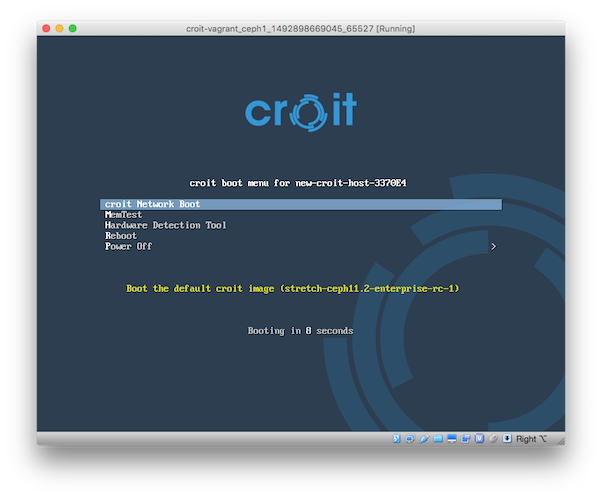 croit-vagrant_ceph1_1492898669045_65527 [Running]
croit
croit boot menu for new-croit-host-3370E4
croit Network Boot
MemTest
Hardware Detection Tool
Reboot
Power Off >
Boot the default croit image (stretch-ceph11.2-enterprise-rc-1)
Booting in 8 seconds
Right ⌥